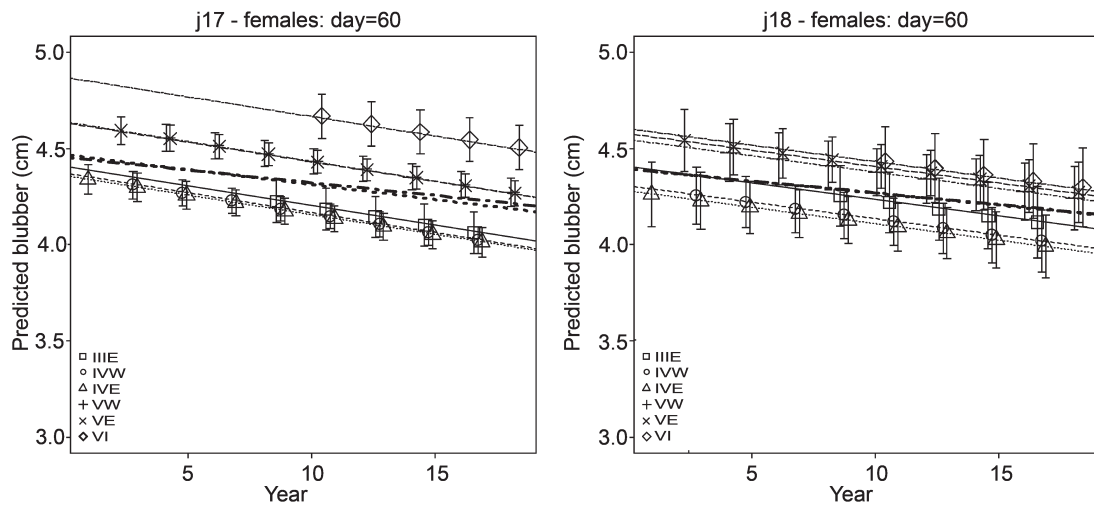 j17 - females: day=60
Predicted blubber (cm)
5.0
4.5
4.0
3.5
3.0
IIIE
IVW
IVE
VW
VE
VI
5 10 15
Year
j18 - females: day=60
Predicted blubber (cm)
5.0
4.5
4.0
3.5
3.0
IIIE
IVW
IVE
VW
VE
VI
5 10 15
Year